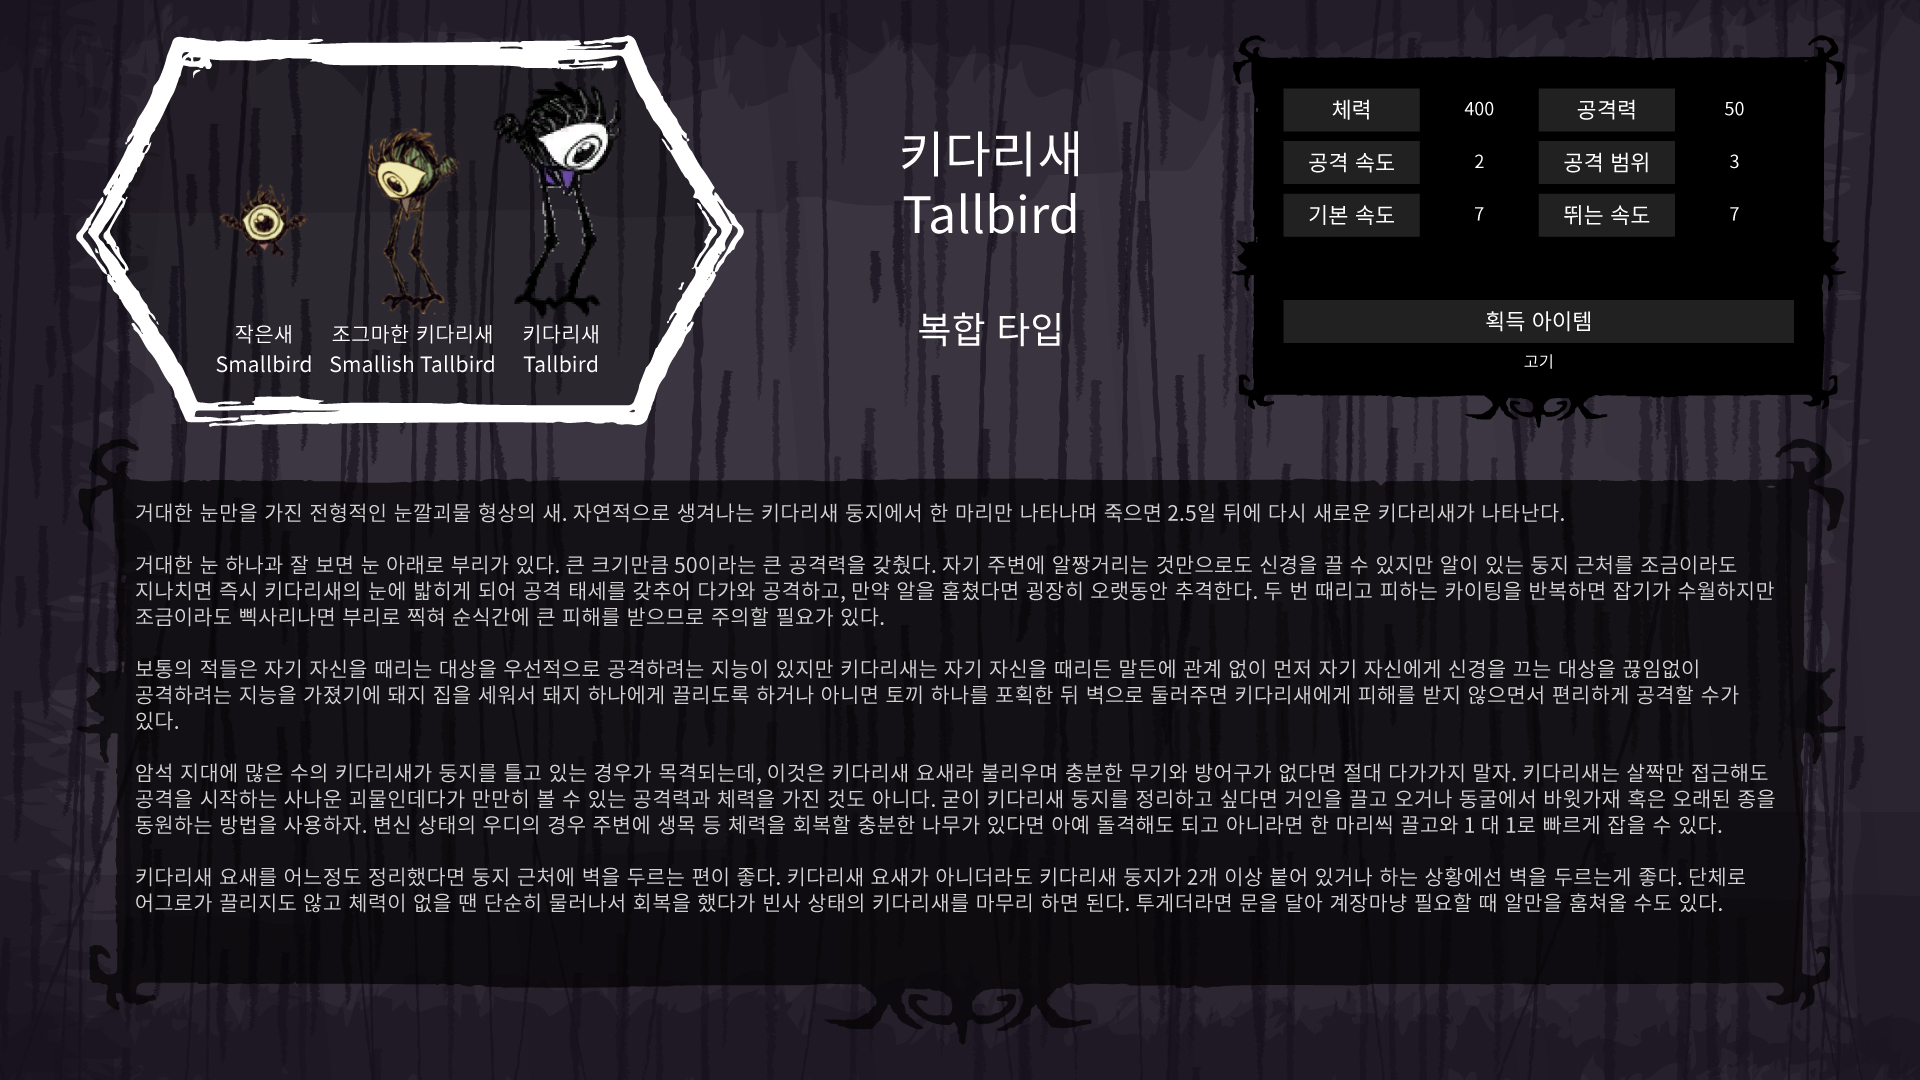 작은새
Smallbird
조그마한 키다리새
Smallish Tallbird
키다리새
Tallbird
키다리새
Tallbird
복합 타입
체력 400 공격력 50
공격 속도 2 공격 범위 3
기본 속도 7 뛰는 속도 7
획득 아이템
고기
거대한 눈만을 가진 전형적인 눈깔괴물 형상의 새. 자연적으로 생겨나는 키다리새 둥지에서 한 마리만 나타나며 죽으면 2.5일 뒤에 다시 새로운 키다리새가 나타난다.
거대한 눈 하나과 잘 보면 눈 아래로 부리가 있다. 큰 크기만큼 50이라는 큰 공격력을 갖췄다. 자기 주변에 알짱거리는 것만으로도 신경을 끌 수 있지만 알이 있는 둥지 근처를 조금이라도
지나치면 즉시 키다리새의 눈에 밟히게 되어 공격 태세를 갖추어 다가와 공격하고, 만약 알을 훔쳤다면 굉장히 오랫동안 추격한다. 두 번 때리고 피하는 카이팅을 반복하면 잡기가 수월하지만
조금이라도 삑사리나면 부리로 찍혀 순식간에 큰 피해를 받으므로 주의할 필요가 있다.
보통의 적들은 자기 자신을 때리는 대상을 우선적으로 공격하려는 지능이 있지만 키다리새는 자기 자신을 때리든 말든에 관계 없이 먼저 자기 자신에게 신경을 끄는 대상을 끊임없이
공격하려는 지능을 가졌기에 돼지 집을 세워서 돼지 하나에게 끌리도록 하거나 아니면 토끼 하나를 포획한 뒤 벽으로 둘러주면 키다리새에게 피해를 받지 않으면서 편리하게 공격할 수가
있다.
암석 지대에 많은 수의 키다리새가 둥지를 틀고 있는 경우가 목격되는데, 이것은 키다리새 요새라 불리우며 충분한 무기와 방어구가 없다면 절대 다가가지 말자. 키다리새는 살짝만 접근해도
공격을 시작하는 사나운 괴물인데다가 만만히 볼 수 있는 공격력과 체력을 가진 것도 아니다. 굳이 키다리새 둥지를 정리하고 싶다면 거인을 끌고 오거나 동굴에서 바윗가재 혹은 오래된 종을
동원하는 방법을 사용하자. 변신 상태의 우디의 경우 주변에 생목 등 체력을 회복할 충분한 나무가 있다면 아예 돌격해도 되고 아니라면 한 마리씩 끌고와 1 대 1로 빠르게 잡을 수 있다.
키다리새 요새를 어느정도 정리했다면 둥지 근처에 벽을 두르는 편이 좋다. 키다리새 요새가 아니더라도 키다리새 둥지가 2개 이상 붙어 있거나 하는 상황에선 벽을 두르는게 좋다. 단체로
어그로가 끌리지도 않고 체력이 없을 땐 단순히 물러나서 회복을 했다가 빈사 상태의 키다리새를 마무리 하면 된다. 투게더라면 문을 달아 계장마냥 필요할 때 알만을 훔쳐올 수도 있다.